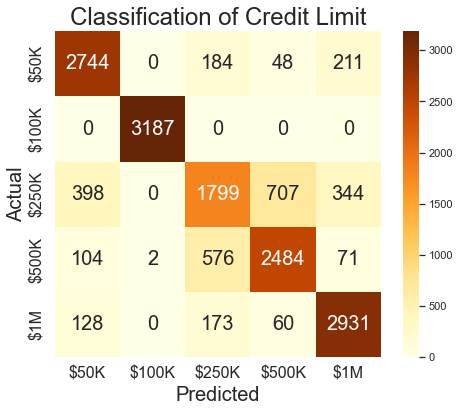 Classification of Credit Limit
$50K 2744 0 184 48 211
$100K 0 3187 0 0 0
$250K 398 0 1799 707 344
$500K 104 2 576 2484 71
$1M 128 0 173 60 2931
$50K $100K $250K $500K $1M
Predicted
Actual
3000
2500
2000
1500
1000
500
0